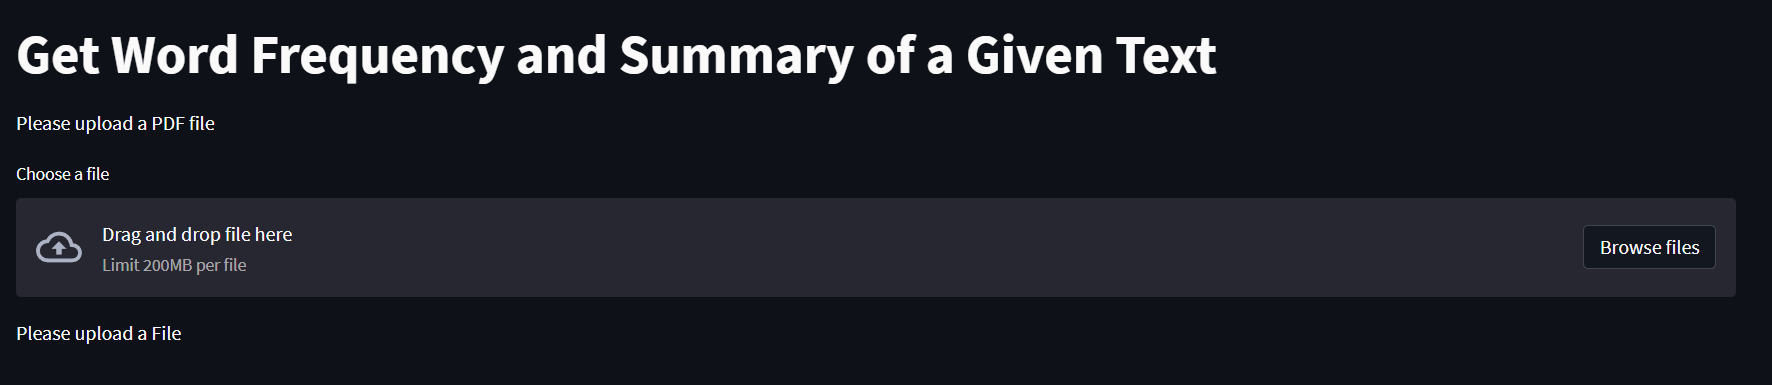 Get Word Frequency and Summary of a Given Text
Please upload a PDF file
Choose a file
Drag and drop file here
Limit 200MB per file
Browse files
Please upload a File